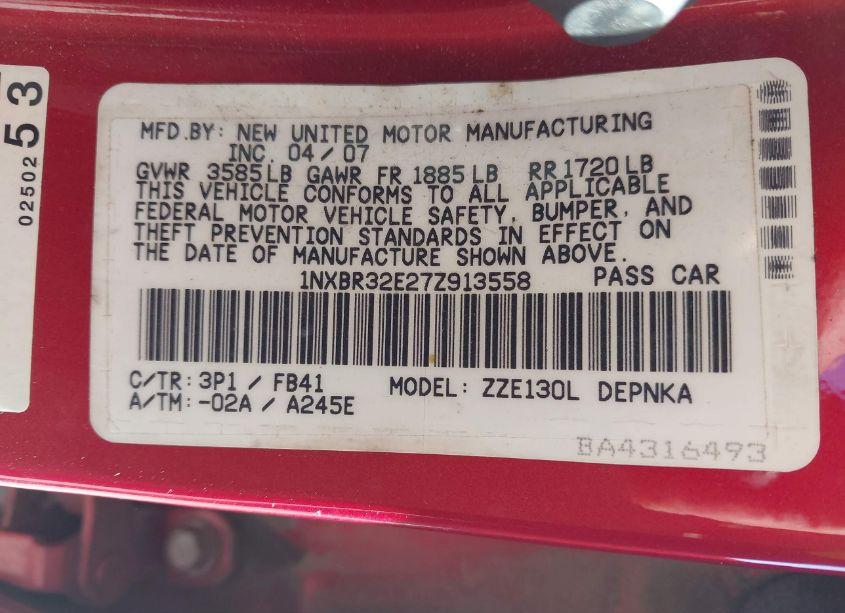 MFD.BY: NEW UNITED MOTOR MANUFACTURING
INC. 04/07
GVWR 3585LB GAWR FR 1885LB RR1720LB
THIS VEHICLE CONFORMS TO ALL APPLICABLE
FEDERAL MOTOR VEHICLE SAFETY, BUMPER, AND
THEFT PREVENTION STANDARDS IN EFFECT ON
THE DATE OF MANUFACTURE SHOWN ABOVE.
1NXBR32E27Z913558 PASS CAR
C/TR: 3P1 / FB41 MODEL: ZZE130L DEPNKA
A/TM: -02A / A245E
BA4316493
02502
53